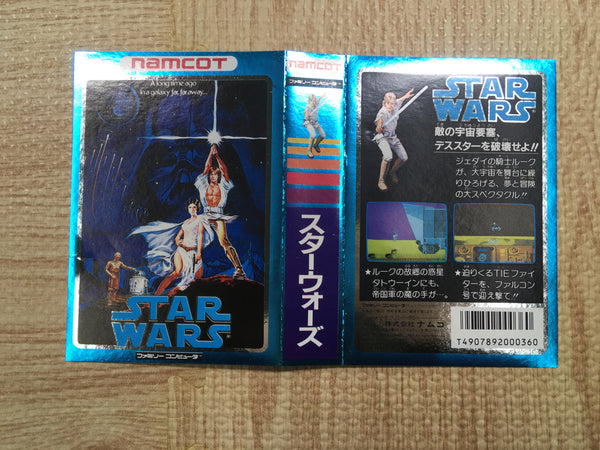 namcot
A long time ago
in a galaxy far, far away...
STAR
WARS
ファミリー コンピュータ
namcot
ファミリー コンピュータ
スターウォーズ
STAR
WARS
敵の宇宙要塞、
デススターを破壊せよ!!
ジェダイの騎士ルーク
が、大宇宙を舞台に繰
りひろげる、夢と冒険
の大スペクタクル!!
★ルークの故郷の惑星
タトウーインにも、
帝国軍の魔の手が…。
★迫りくるTIEファイ
ターを、ファルコン
号で迎え撃て!!
株式会社 ナムコ
T4907892000360